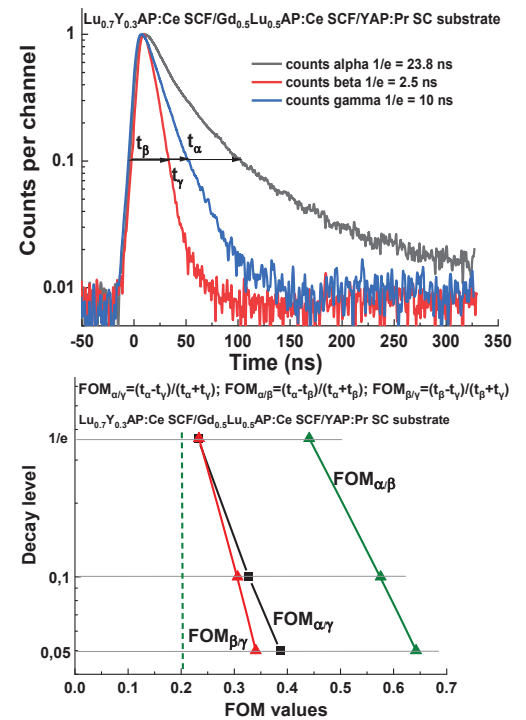 Lu0.7Y0.3AP:Ce SCF/Gd0.5Lu0.5AP:Ce SCF/YAP:Pr SC substrate
counts alpha 1/e = 23.8 ns
counts beta 1/e = 2.5 ns
counts gamma 1/e = 10 ns
Counts per channel
1
0.1
0.01
tβ
tα
tγ
-50 0 50 100 150 200 250 300 350
Time (ns)
FOMα/γ=(tα-tγ)/(tα+tγ); FOMα/β=(tα-tβ)/(tα+tβ); FOMβ/γ=(tβ-tγ)/(tβ+tγ)
Lu0.7Y0.3AP:Ce SCF/Gd0.5Lu0.5AP:Ce SCF/YAP:Pr SC substrate
Decay level
1/e
0,1
0,05
FOMα/β
FOMα/γ
FOMβ/γ
0.0 0.1 0.2 0.3 0.4 0.5 0.6 0.7
FOM values